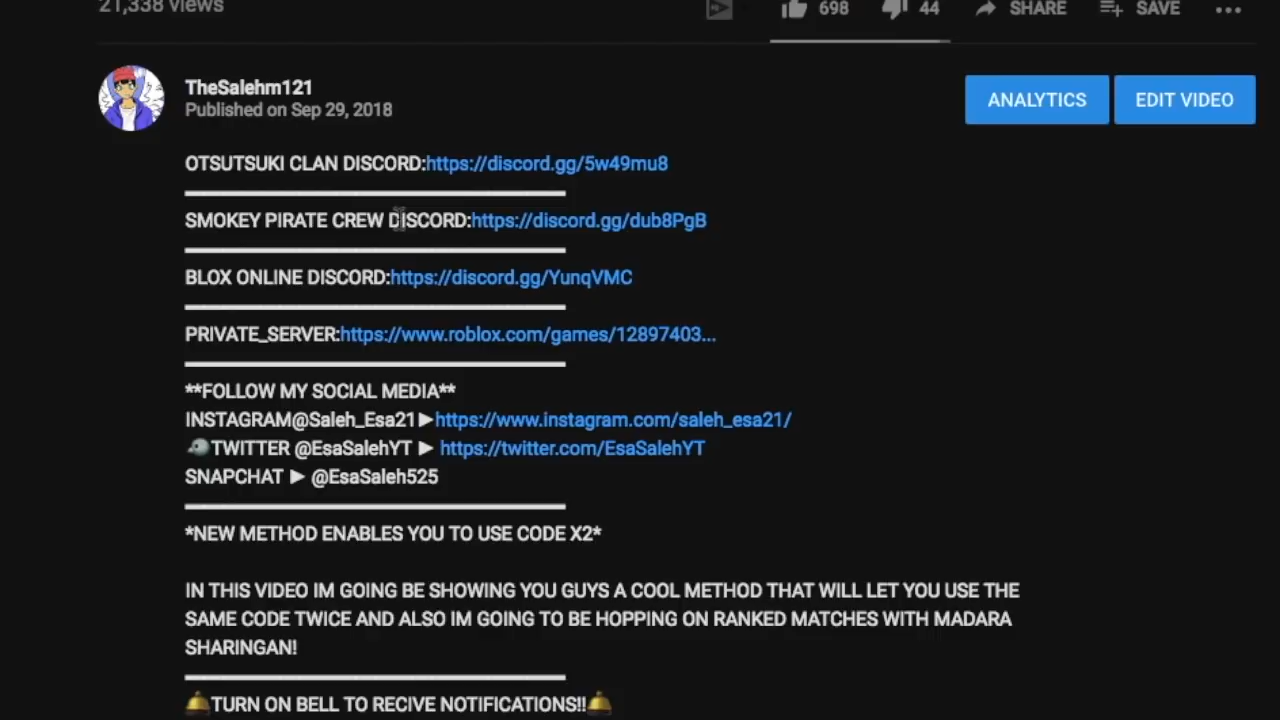 21,338 views
698 44 SHARE SAVE
TheSalehm121
Published on Sep 29, 2018
ANALYTICS EDIT VIDEO
OTSUTSUKI CLAN DISCORD:https://discord.gg/5w49mu8
SMOKEY PIRATE CREW DISCORD:https://discord.gg/dub8PgB
BLOX ONLINE DISCORD:https://discord.gg/YunqVMC
PRIVATE_SERVER:https://www.roblox.com/games/12897403...
**FOLLOW MY SOCIAL MEDIA**
INSTAGRAM@Saleh_Esa21►https://www.instagram.com/saleh_esa21/
TWITTER @EsaSalehYT ► https://twitter.com/EsaSalehYT
SNAPCHAT ► @EsaSaleh525
*NEW METHOD ENABLES YOU TO USE CODE X2*
IN THIS VIDEO IM GOING BE SHOWING YOU GUYS A COOL METHOD THAT WILL LET YOU USE THE
SAME CODE TWICE AND ALSO IM GOING TO BE HOPPING ON RANKED MATCHES WITH MADARA
SHARINGAN!
🔔TURN ON BELL TO RECIVE NOTIFICATIONS!!🔔